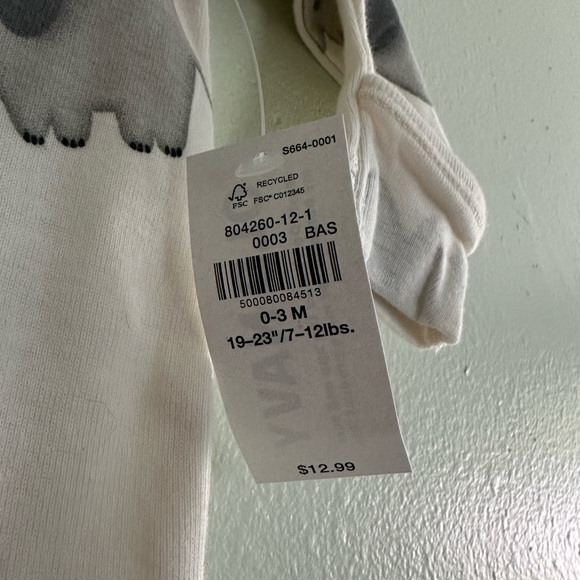 S664-0001
RECYCLED
FSC FSC® C012345
804260-12-1
0003 BAS
500080084513
0-3 M
19–23"/7–12lbs.
$12.99